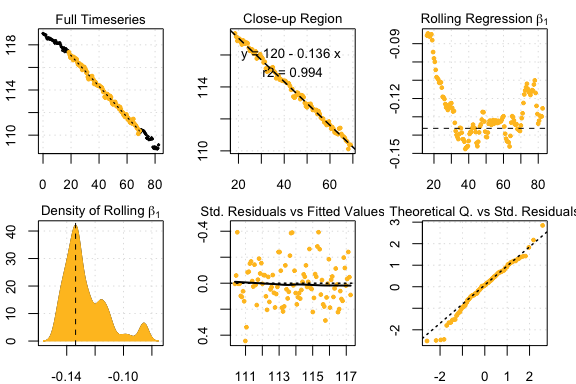 Full Timeseries
118
114
110
0 20 40 60 80
Close-up Region
y = 120 - 0.136 x
r2 = 0.994
114
110
20 40 60
Rolling Regression β1
-0.09
-0.12
-0.15
20 40 60 80
Density of Rolling β1
40
30
20
10
0
-0.14 -0.10
Std. Residuals vs Fitted Values
-0.4
0.0
0.4
111 113 115 117
Theoretical Q. vs Std. Residuals
3
2
0
-2
-2 0 1 2